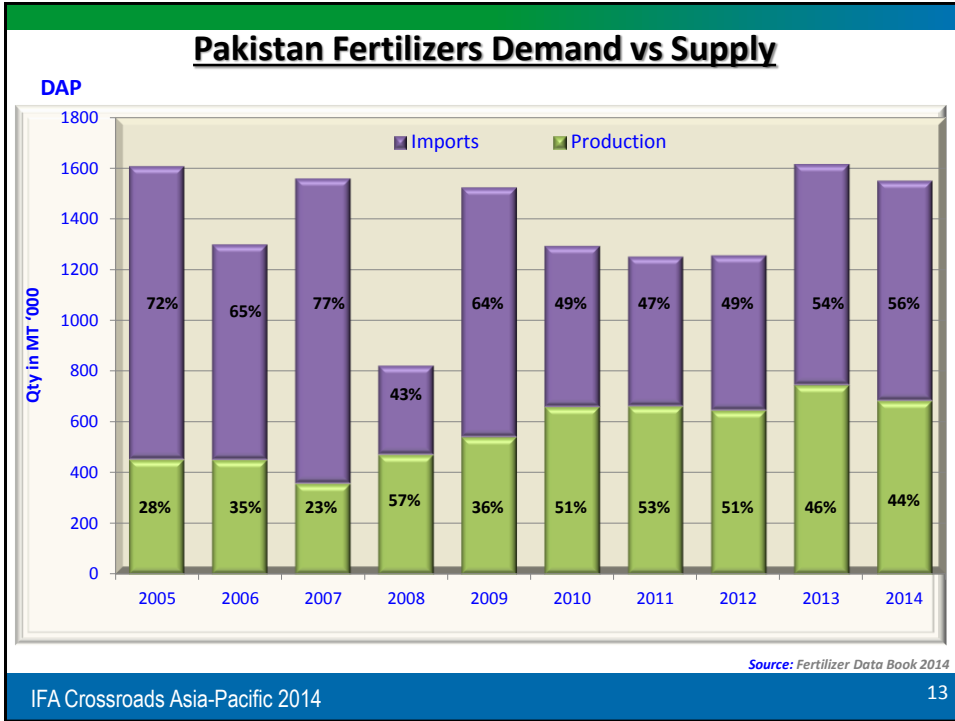 Pakistan Fertilizers Demand vs Supply
DAP
Imports Production
Qty in MT ‘000
1800
1600
1400
1200
1000
800
600
400
200
0
72% 65% 77% 43% 64% 49% 47% 49% 54% 56%
28% 35% 23% 57% 36% 51% 53% 51% 46% 44%
2005 2006 2007 2008 2009 2010 2011 2012 2013 2014
Source: Fertilizer Data Book 2014
IFA Crossroads Asia-Pacific 2014
13